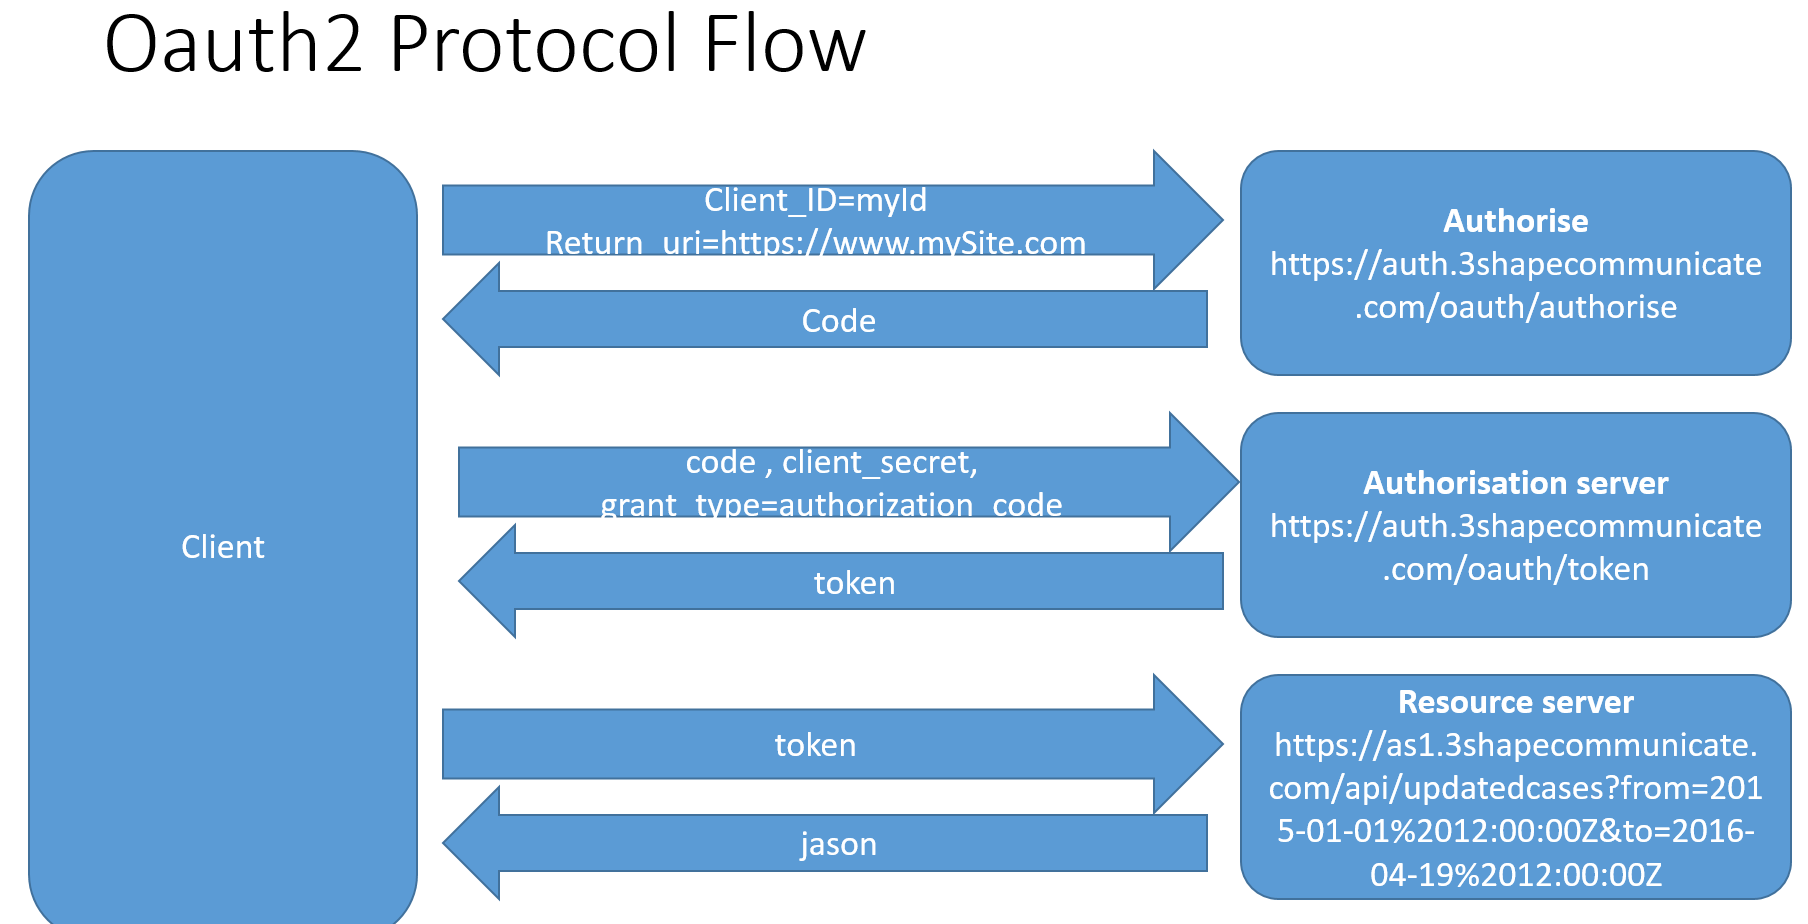 Oauth2 Protocol Flow
Client
Client_ID=myId
Return_uri=https://www.mySite.com
Code
Authorise
https://auth.3shapecommunicate
.com/oauth/authorise
code , client_secret,
grant_type=authorization_code
token
Authorisation server
https://auth.3shapecommunicate
.com/oauth/token
token
jason
Resource server
https://as1.3shapecommunicate.
com/api/updatedcases?from=201
5-01-01%2012:00:00Z&to=2016-
04-19%2012:00:00Z